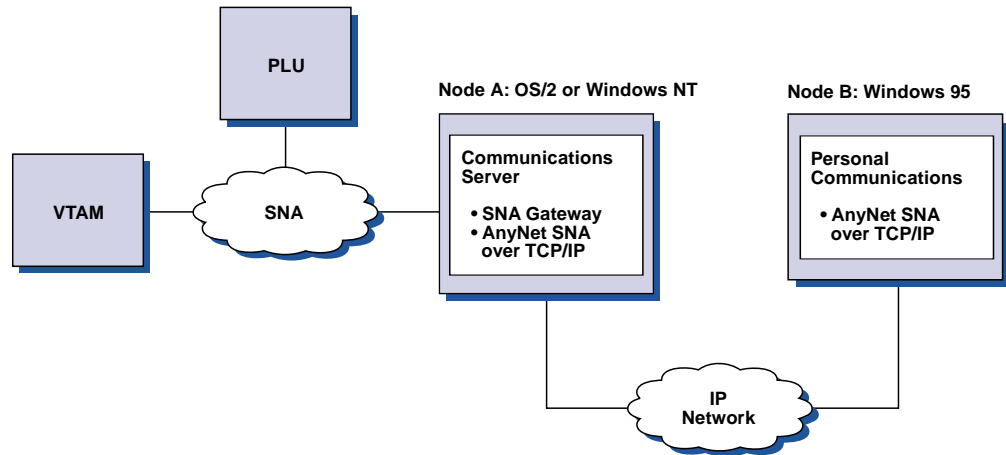 PLU
Node A: OS/2 or Windows NT
Node B: Windows 95
Communications
Server
• SNA Gateway
• AnyNet SNA
over TCP/IP
Personal
Communications
• AnyNet SNA
over TCP/IP
VTAM
SNA
IP
Network